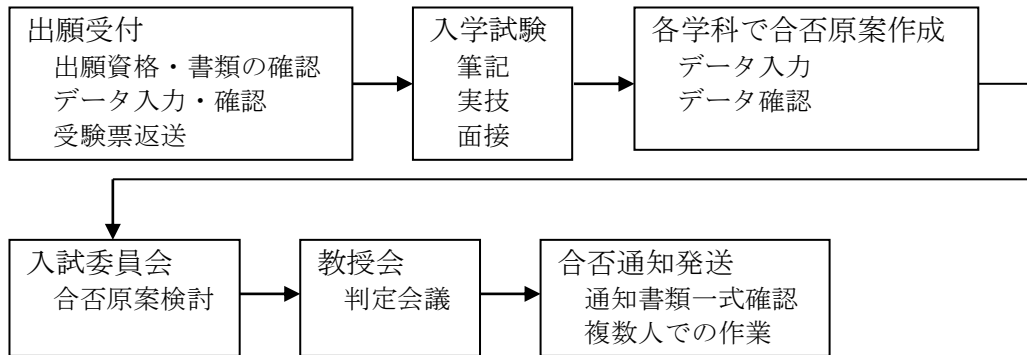 出願受付
出願資格・書類の確認
データ入力・確認
受験票返送
入学試験
筆記
実技
面接
各学科で合否原案作成
データ入力
データ確認
入試委員会
合否原案検討
教授会
判定会議
合否通知発送
通知書類一式確認
複数人での作業